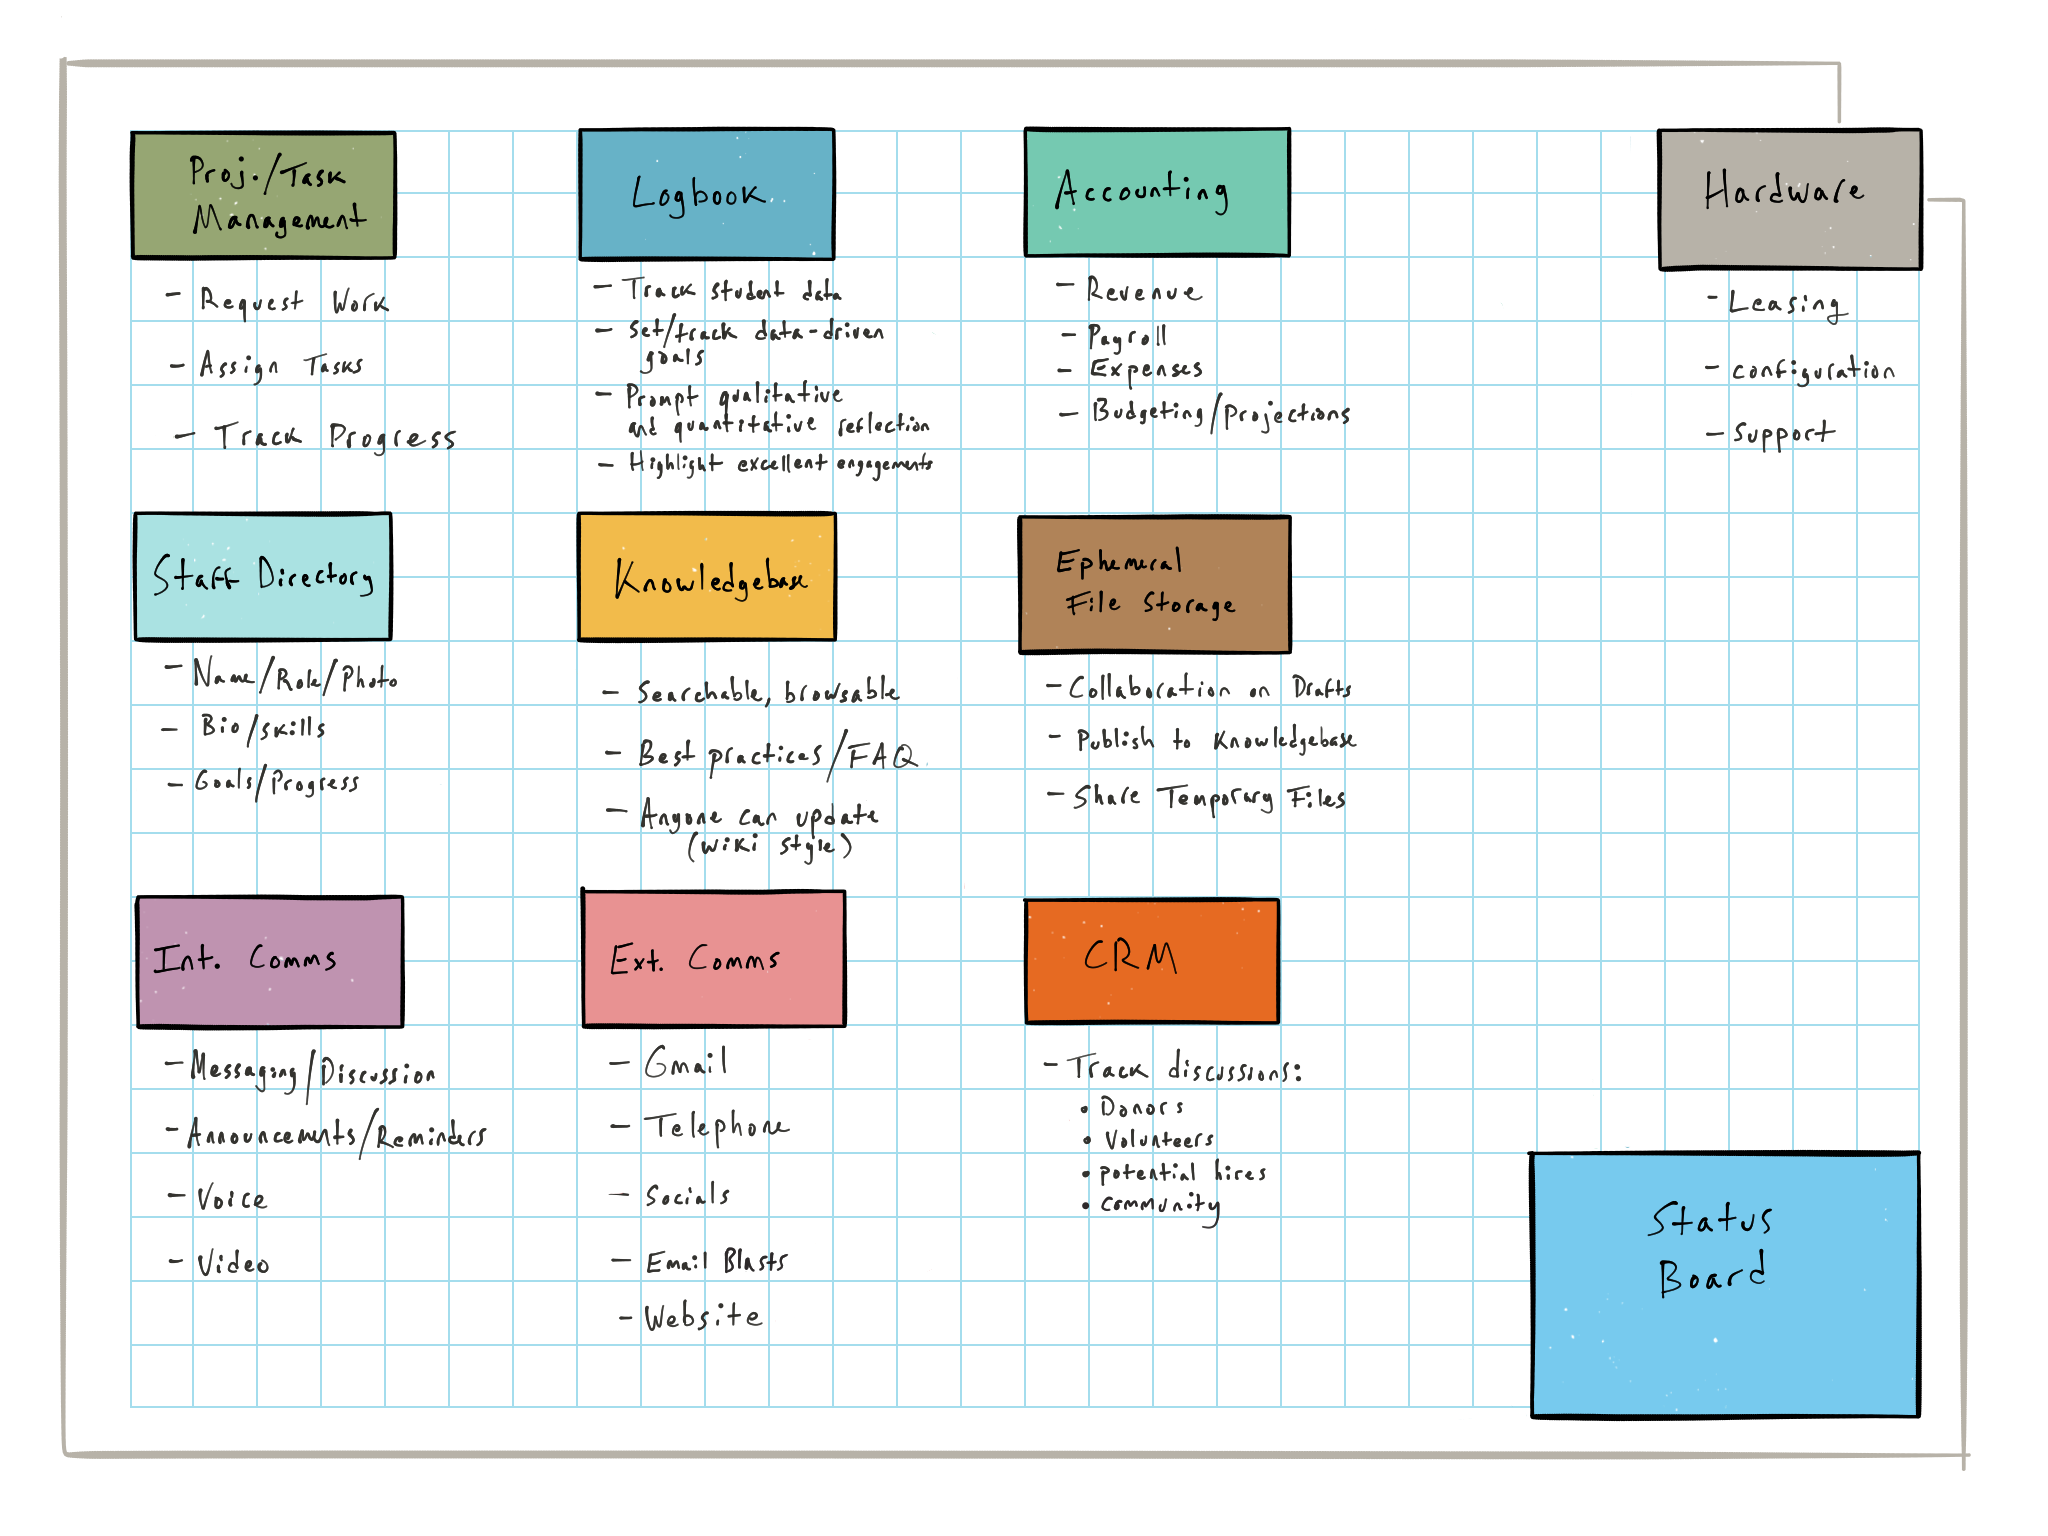 Proj./Task
Management
- Request Work
- Assign Tasks
- Track Progress
Logbook
- Track student data
- Set/track data-driven
goals
- Prompt qualitative
and quantitative reflection
- Highlight excellent engagements
Accounting
- Revenue
- Payroll
- Expenses
- Budgeting/Projections
Hardware
- Leasing
- configuration
- Support
Staff Directory
- Name/Role/Photo
- Bio/skills
- Goals/Progress
Knowledgebase
- Searchable, browsable
- Best practices/FAQ
- Anyone can update
(wiki style)
Ephemeral
File Storage
- Collaboration on Drafts
- Publish to Knowledgebase
- Share Temporary Files
Int. Comms
- Messaging/Discussion
- Announcements/Reminders
- Voice
- Video
Ext. Comms
- Gmail
- Telephone
- Socials
- Email Blasts
- Website
CRM
- Track discussions:
• Donors
• Volunteers
• potential hires
• community
Status
Board